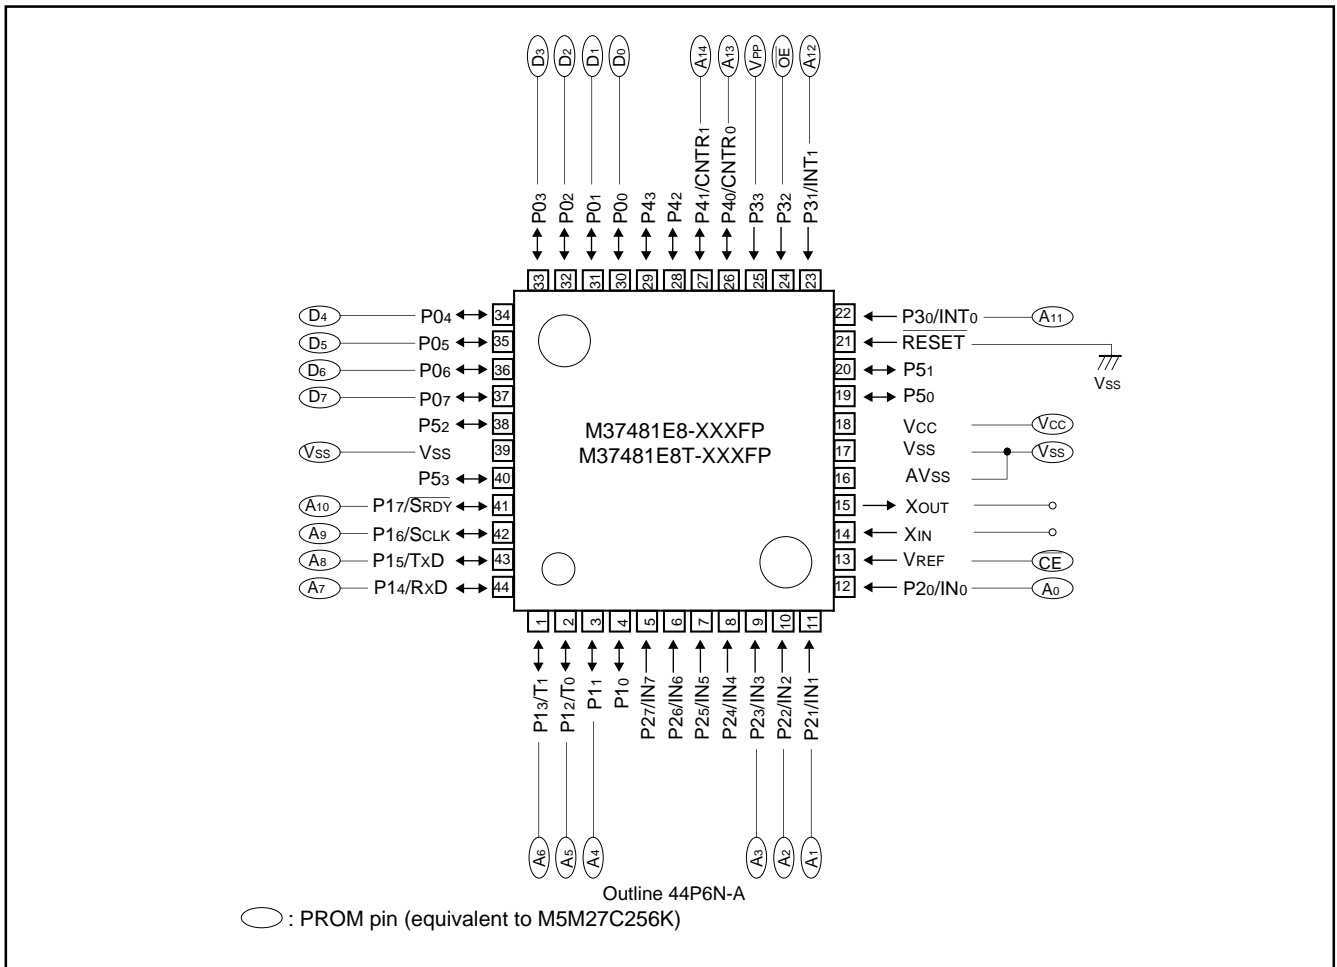 D3 D2 D1 D0 A14 A13 VPP OE A12
P03 P02 P01 P00 P43 P42 P41/CNTR1 P40/CNTR0 P33 P32 P31/INT1
33 32 31 30 29 28 27 26 25 24 23
D4 P04 34
D5 P05 35
D6 P06 36
D7 P07 37
P52 38
VSS VSS 39
P53 40
A10 P17/SRDY 41
A9 P16/SCLK 42
A8 P15/TXD 43
A7 P14/RXD 44
M37481E8-XXXFP
M37481E8T-XXXFP
22 P30/INT0 A11
21 RESET
VSS
20 P51
19 P50
18 VCC VCC
17 VSS VSS
16 AVSS
15 XOUT
14 XIN
13 VREF CE
12 P20/IN0 A0
1 2 3 4 5 6 7 8 9 10 11
P13/T1 P12/T0 P11 P10 P27/IN7 P26/IN6 P25/IN5 P24/IN4 P23/IN3 P22/IN2 P21/IN1
A6 A5 A4 A3 A2 A1
Outline 44P6N-A
: PROM pin (equivalent to M5M27C256K)